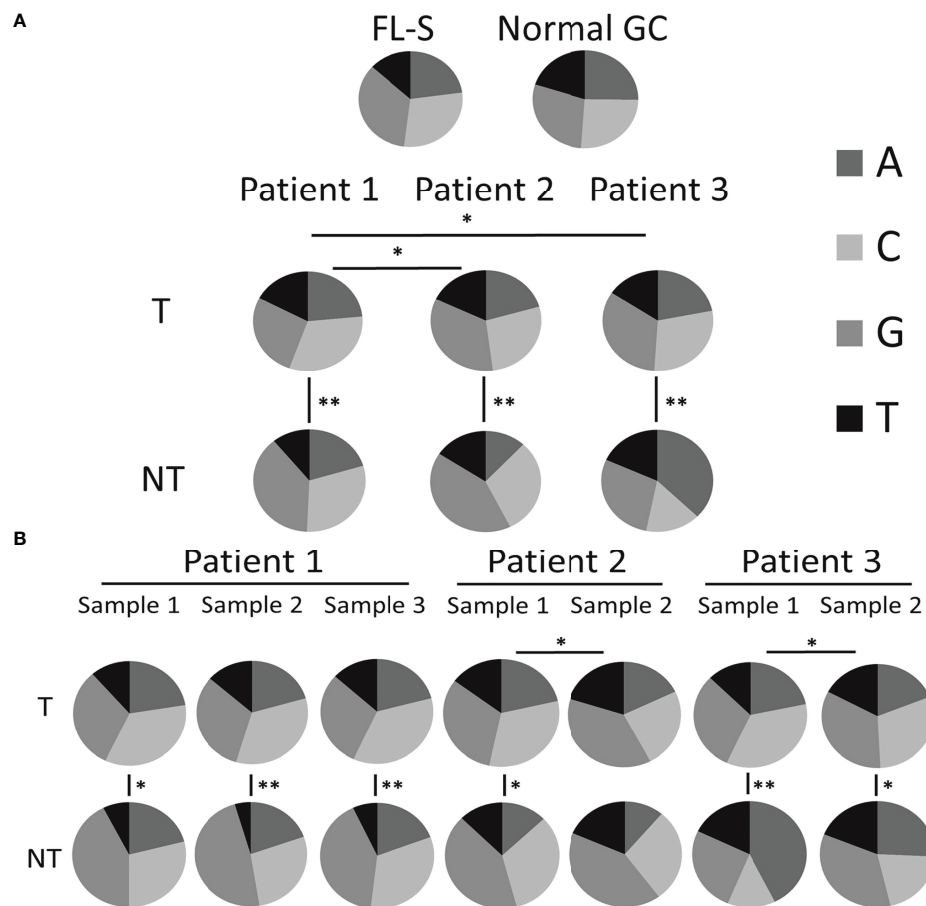 A
FL-S Normal GC
A
C
G
T
Patient 1 Patient 2 Patient 3
*
*
T
** ** **
NT
B
Patient 1 Patient 2 Patient 3
Sample 1 Sample 2 Sample 3 Sample 1 Sample 2 Sample 1 Sample 2
* *
T
* ** ** * ** *
NT